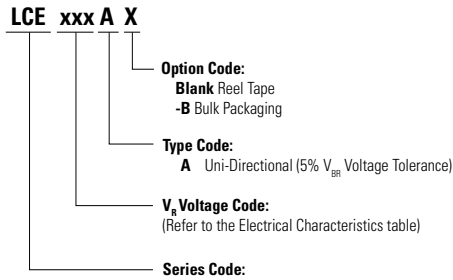 LCE xxx A X
Option Code:
Blank Reel Tape
-B Bulk Packaging
Type Code:
A Uni-Directional (5% VBR Voltage Tolerance)
VR Voltage Code:
(Refer to the Electrical Characteristics table)
Series Code: